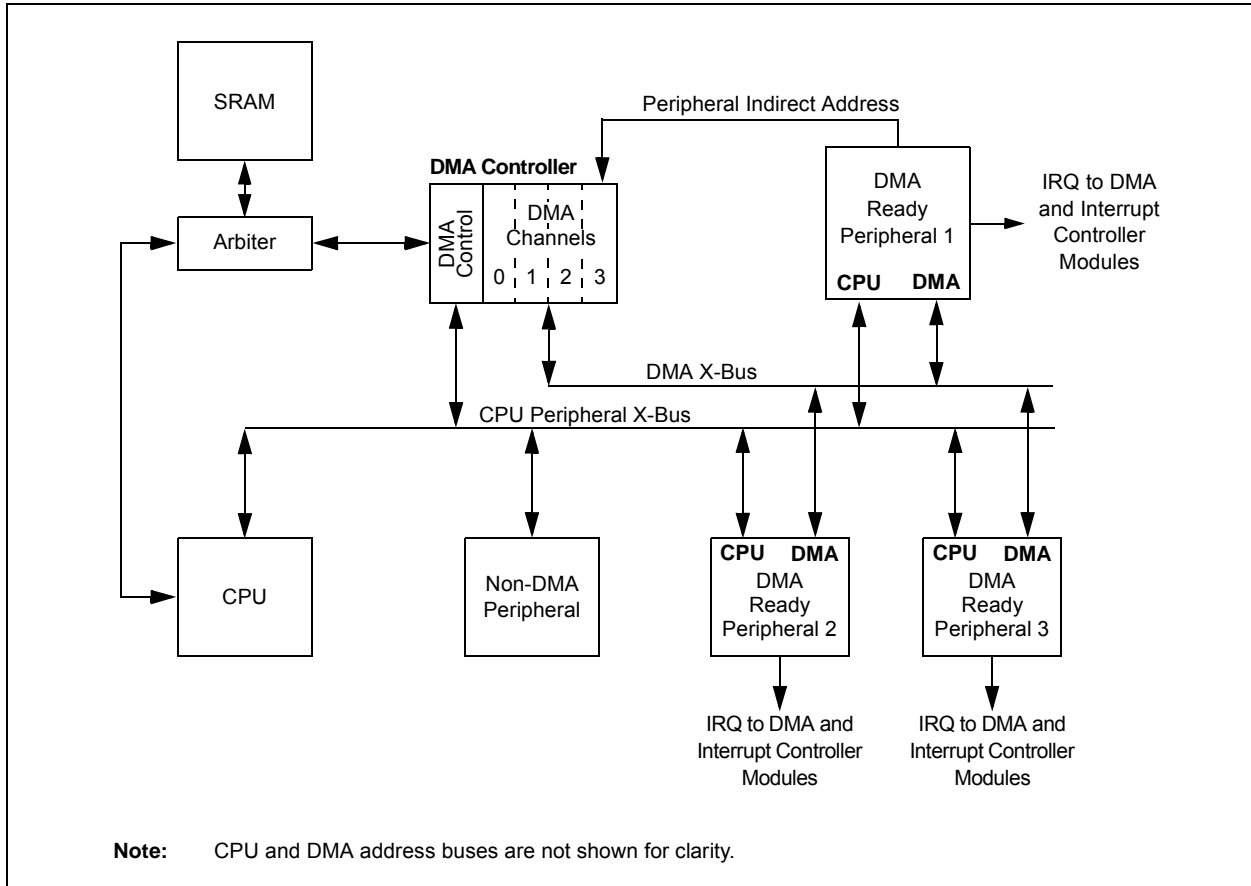 SRAM
Peripheral Indirect Address
DMA Controller
DMA
Control
DMA
Channels
0 1 2 3
Arbiter
DMA
Ready
Peripheral 1
CPU DMA
IRQ to DMA
and Interrupt
Controller
Modules
DMA X-Bus
CPU Peripheral X-Bus
CPU
Non-DMA
Peripheral
CPU DMA
DMA
Ready
Peripheral 2
CPU DMA
DMA
Ready
Peripheral 3
IRQ to DMA and
Interrupt Controller
Modules
IRQ to DMA and
Interrupt Controller
Modules
Note: CPU and DMA address buses are not shown for clarity.